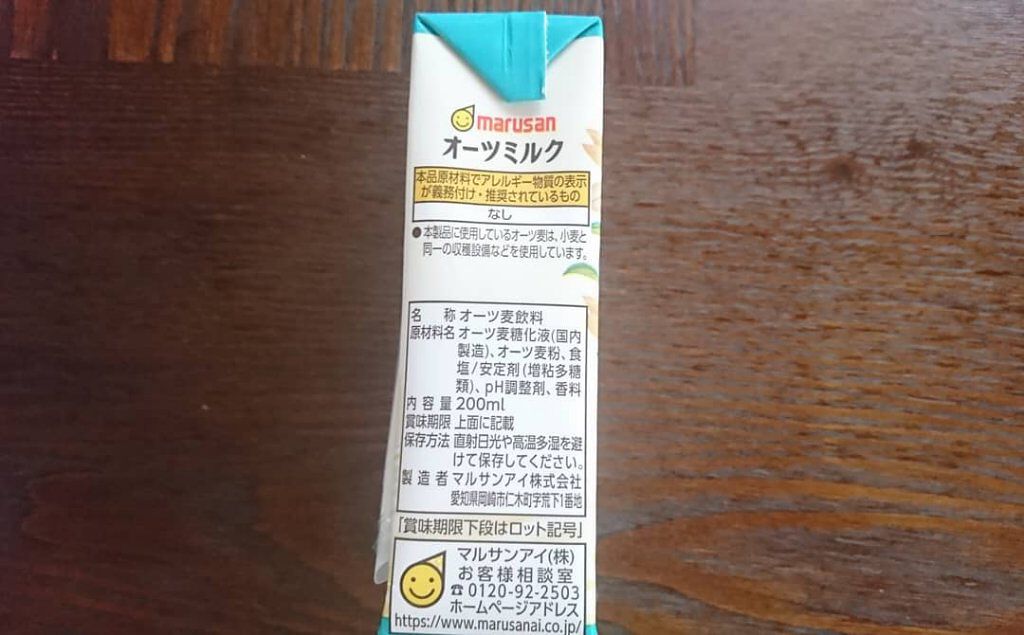 marusan
オーツミルク
本品原材料でアレルギー物質の表示
が義務付け・推奨されているもの
なし
●本製品に使用しているオーツ麦は、小麦と
同一の収穫設備などを使用しています。
名称 オーツ麦飲料
原材料名 オーツ麦糖化液(国内
製造)、オーツ麦粉、食
塩/安定剤(増粘多糖
類)、pH調整剤、香料
内容量 200ml
賞味期限 上面に記載
保存方法 直射日光や高温多湿を避
けて保存してください。
製造者 マルサンアイ株式会社
愛知県岡崎市仁木町字荒下1番地
「賞味期限下段はロット記号」
マルサンアイ(株)
お客様相談室
☎0120-92-2503
ホームページアドレス
https://www.marusanai.co.jp/